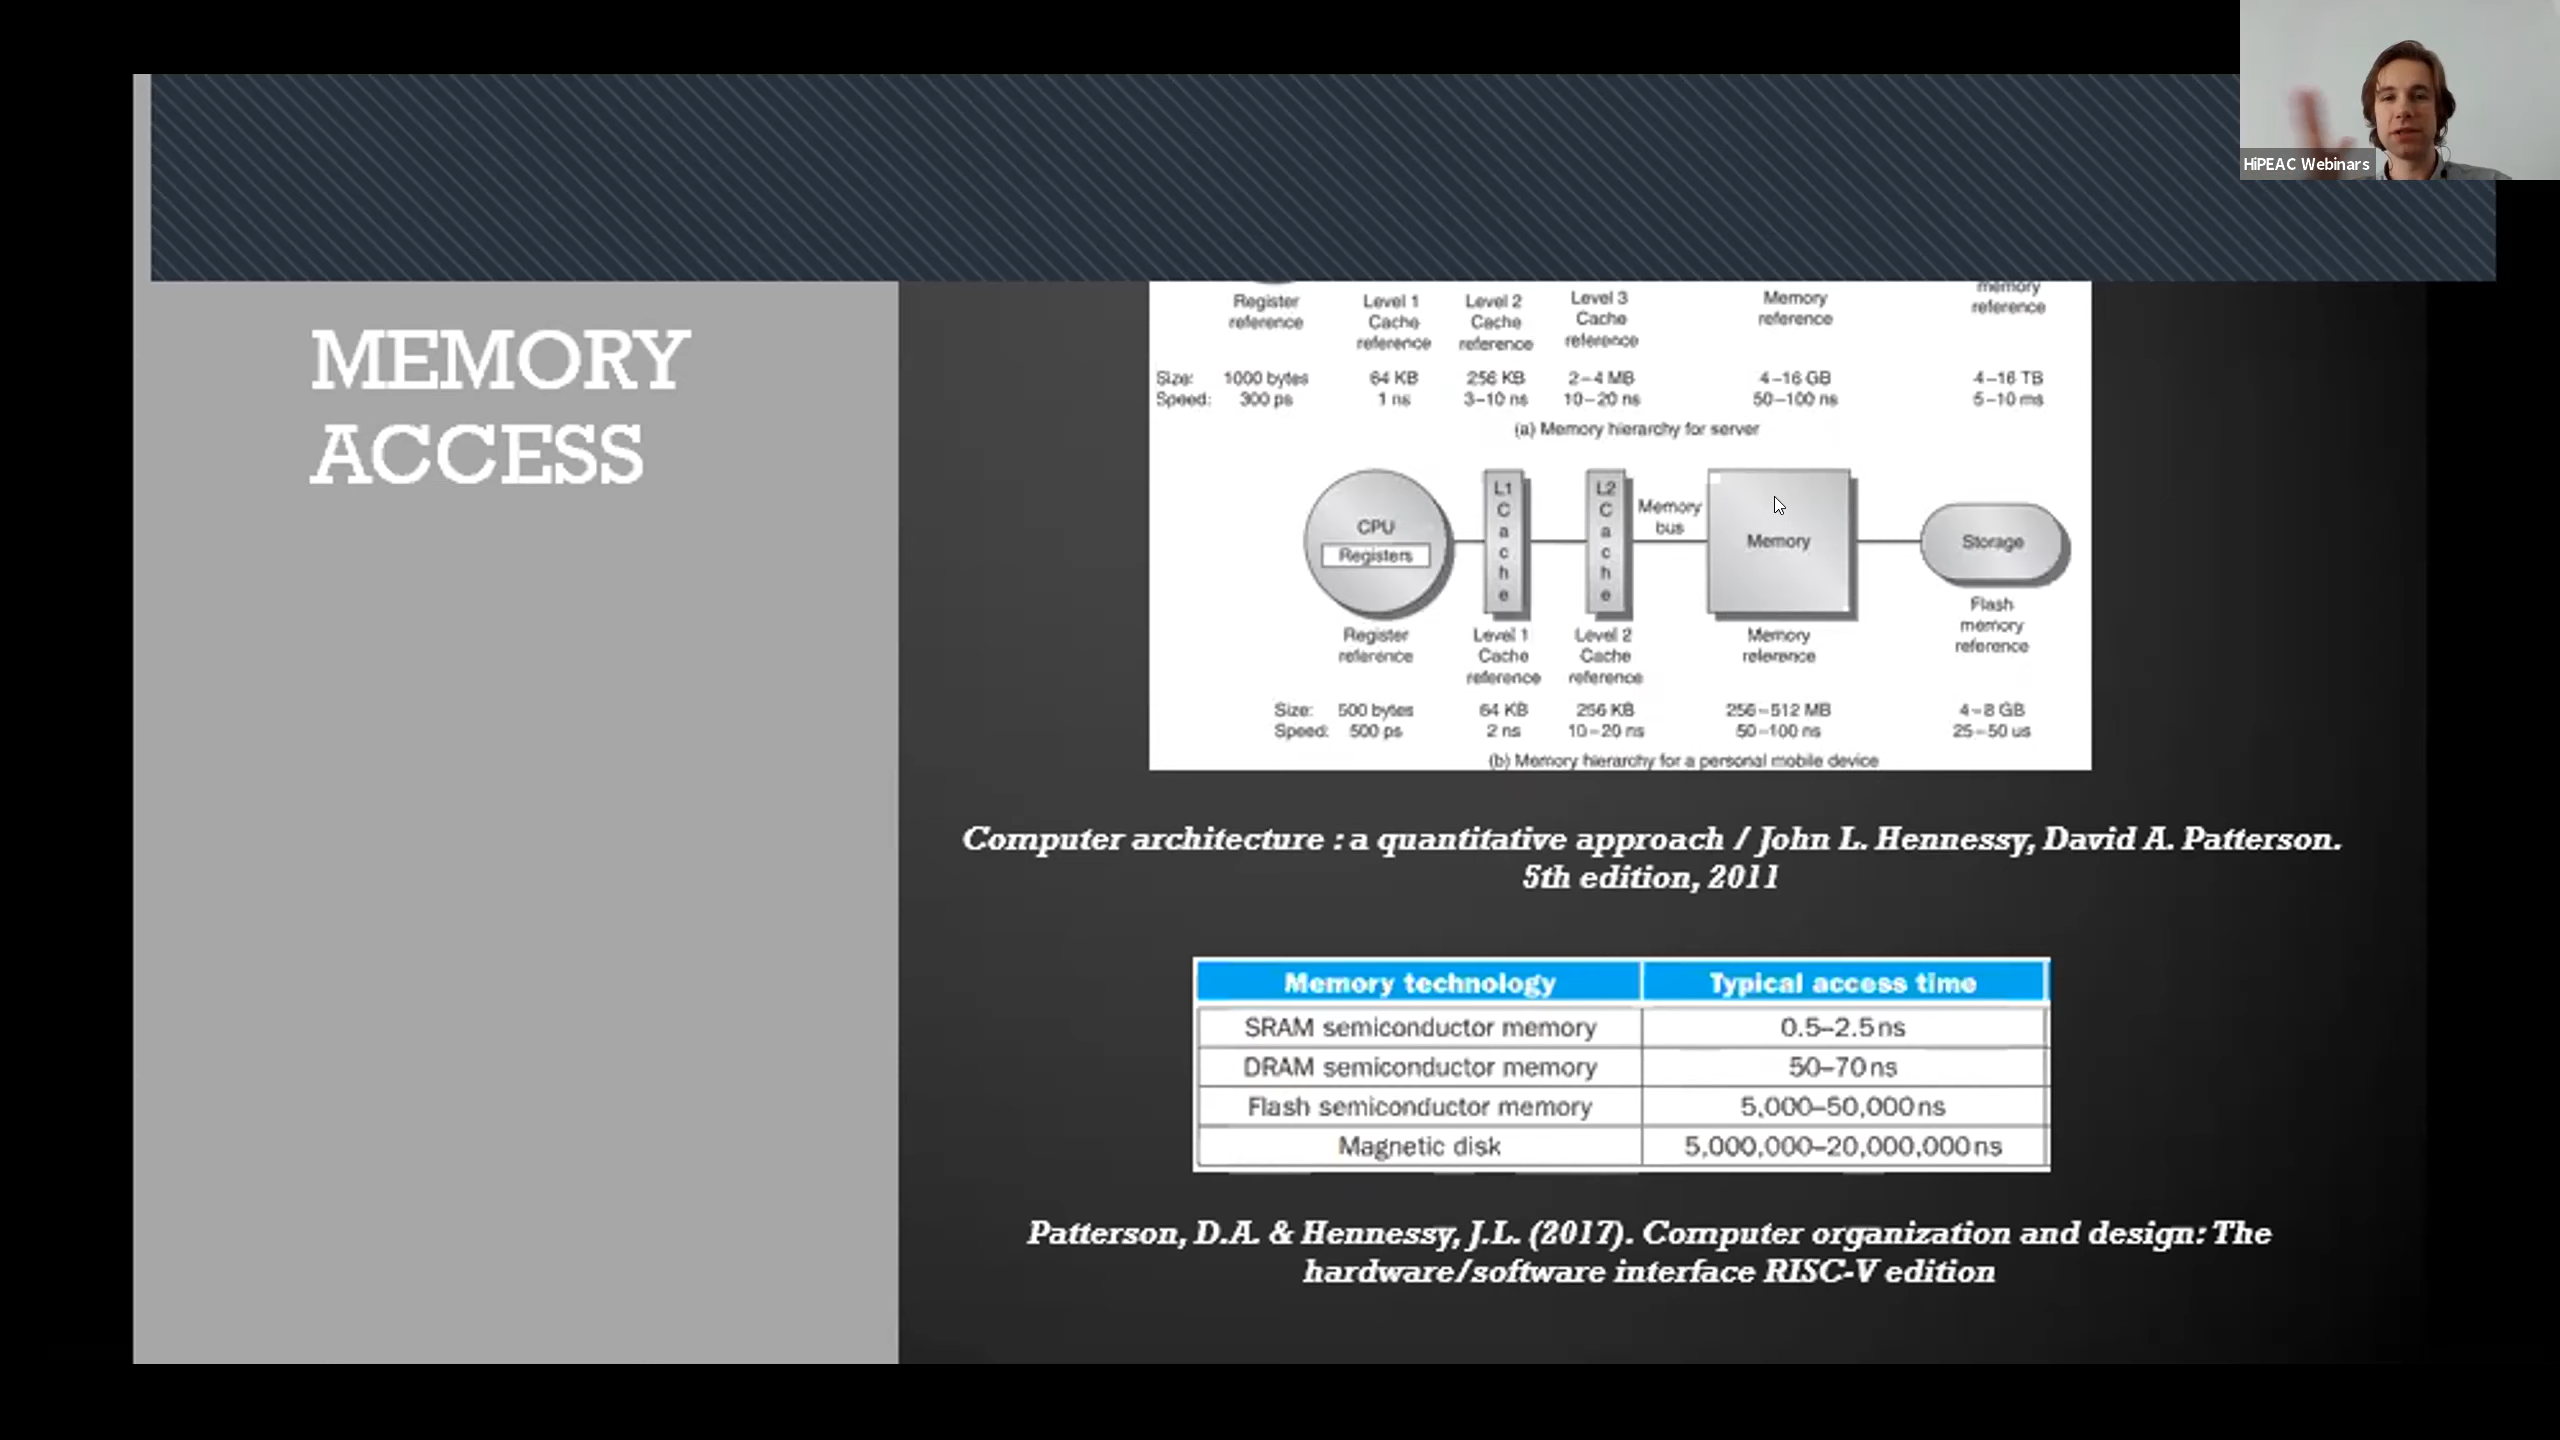 HiPEAC Webinars
MEMORY
ACCESS
memory
Register Level 1 Level 2 Level 3 Memory reference
reference Cache Cache Cache reference
reference reference reference
Size: 1000 bytes 64 KB 256 KB 2–4 MB 4–16 GB 4–16 TB
Speed: 300 ps 1 ns 3–10 ns 10–20 ns 50–100 ns 5–10 ms
(a) Memory hierarchy for server
CPU
Registers
L1
C
a
c
h
e
L2
C
a
c
h
e
Memory
bus
Memory
Storage
Register
reference
Level 1
Cache
reference
Level 2
Cache
reference
Memory
reference
Flash
memory
reference
Size: 500 bytes 64 KB 256 KB 256–512 MB 4–8 GB
Speed: 500 ps 2 ns 10–20 ns 50–100 ns 25–50 us
(b) Memory hierarchy for a personal mobile device
Computer architecture : a quantitative approach / John L. Hennessy, David A. Patterson.
5th edition, 2011
Memory technology Typical access time
SRAM semiconductor memory 0.5–2.5 ns
DRAM semiconductor memory 50–70 ns
Flash semiconductor memory 5,000–50,000 ns
Magnetic disk 5,000,000–20,000,000 ns
Patterson, D.A. & Hennessy, J.L. (2017). Computer organization and design: The
hardware/software interface RISC-V edition